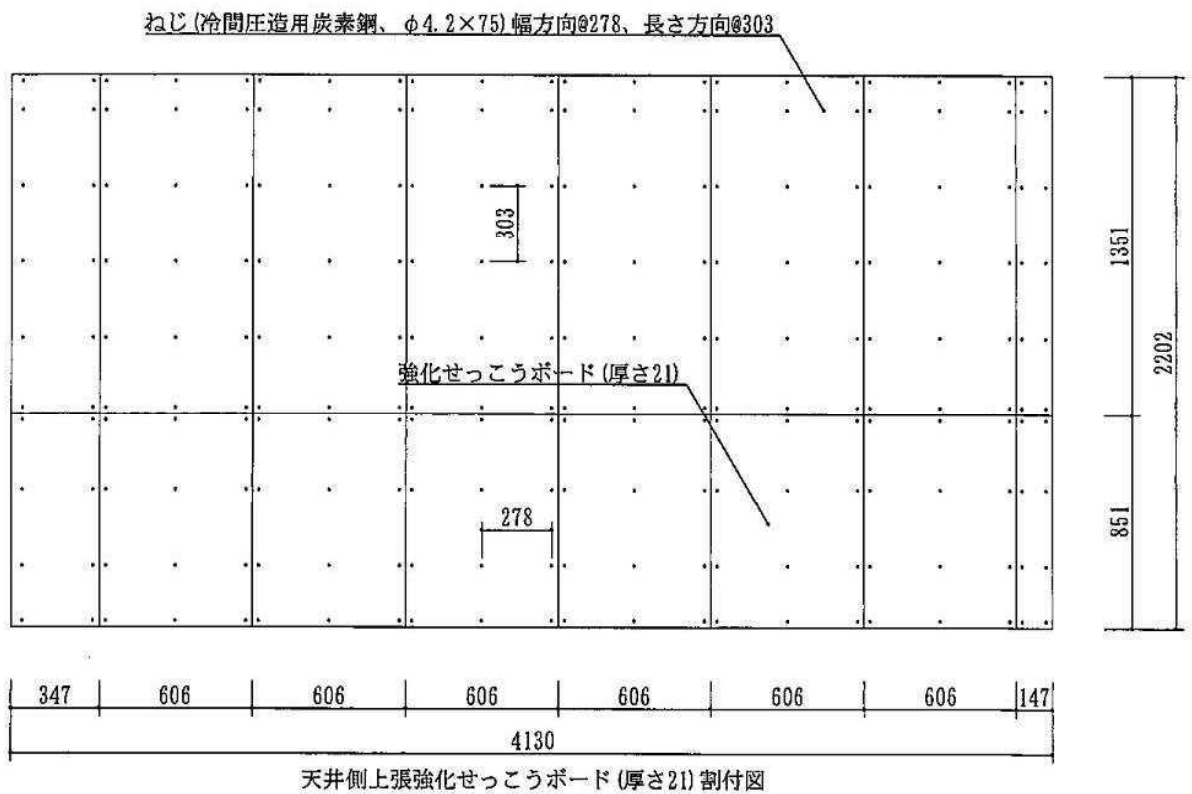 ねじ(冷間圧造用炭素鋼、φ4.2×75)幅方向@278、長さ方向@303
303
1351
2202
強化せっこうボード(厚さ21)
278
851
347 606 606 606 606 606 606 147
4130
天井側上張強化せっこうボード(厚さ21)割付図